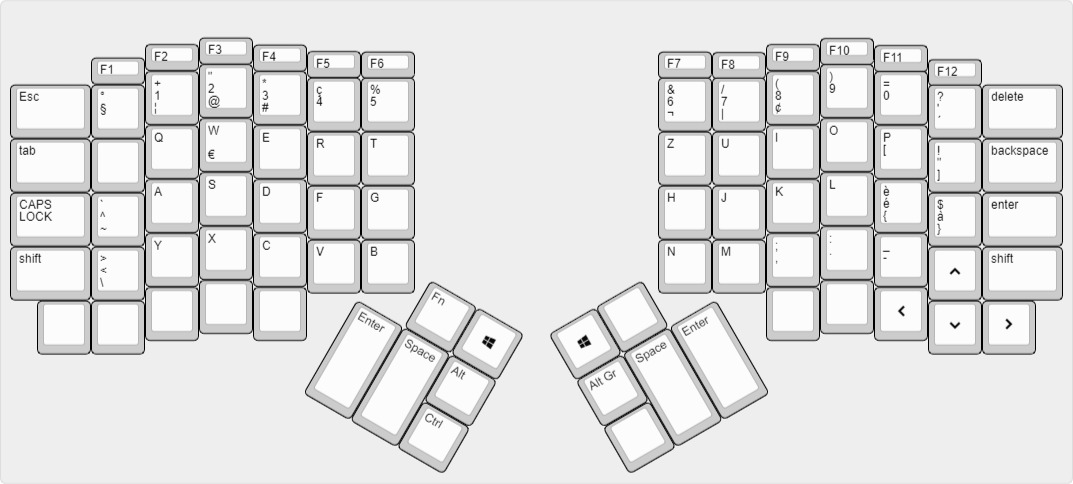 F1
F2
F3
F4
F5
F6
F7
F8
F9
F10
F11
F12
Esc
°
§
+
1
¦
"
2
@
*
3
#
ç
4
%
5
&
6
¬
/
7
|
(
8
¢
)
9
=
0
?
'
´
delete
tab
Q
W
€
E
R
T
Z
U
I
O
P
[
!
¨
]
backspace
CAPS
LOCK
`
^
~
A
S
D
F
G
H
J
K
L
è
é
{
$
à
}
enter
shift
>
<
\
Y
X
C
V
B
N
M
;
,
:
.
_
-
shift
Fn
Enter
Space
Alt
Ctrl
Enter
Space
Alt Gr